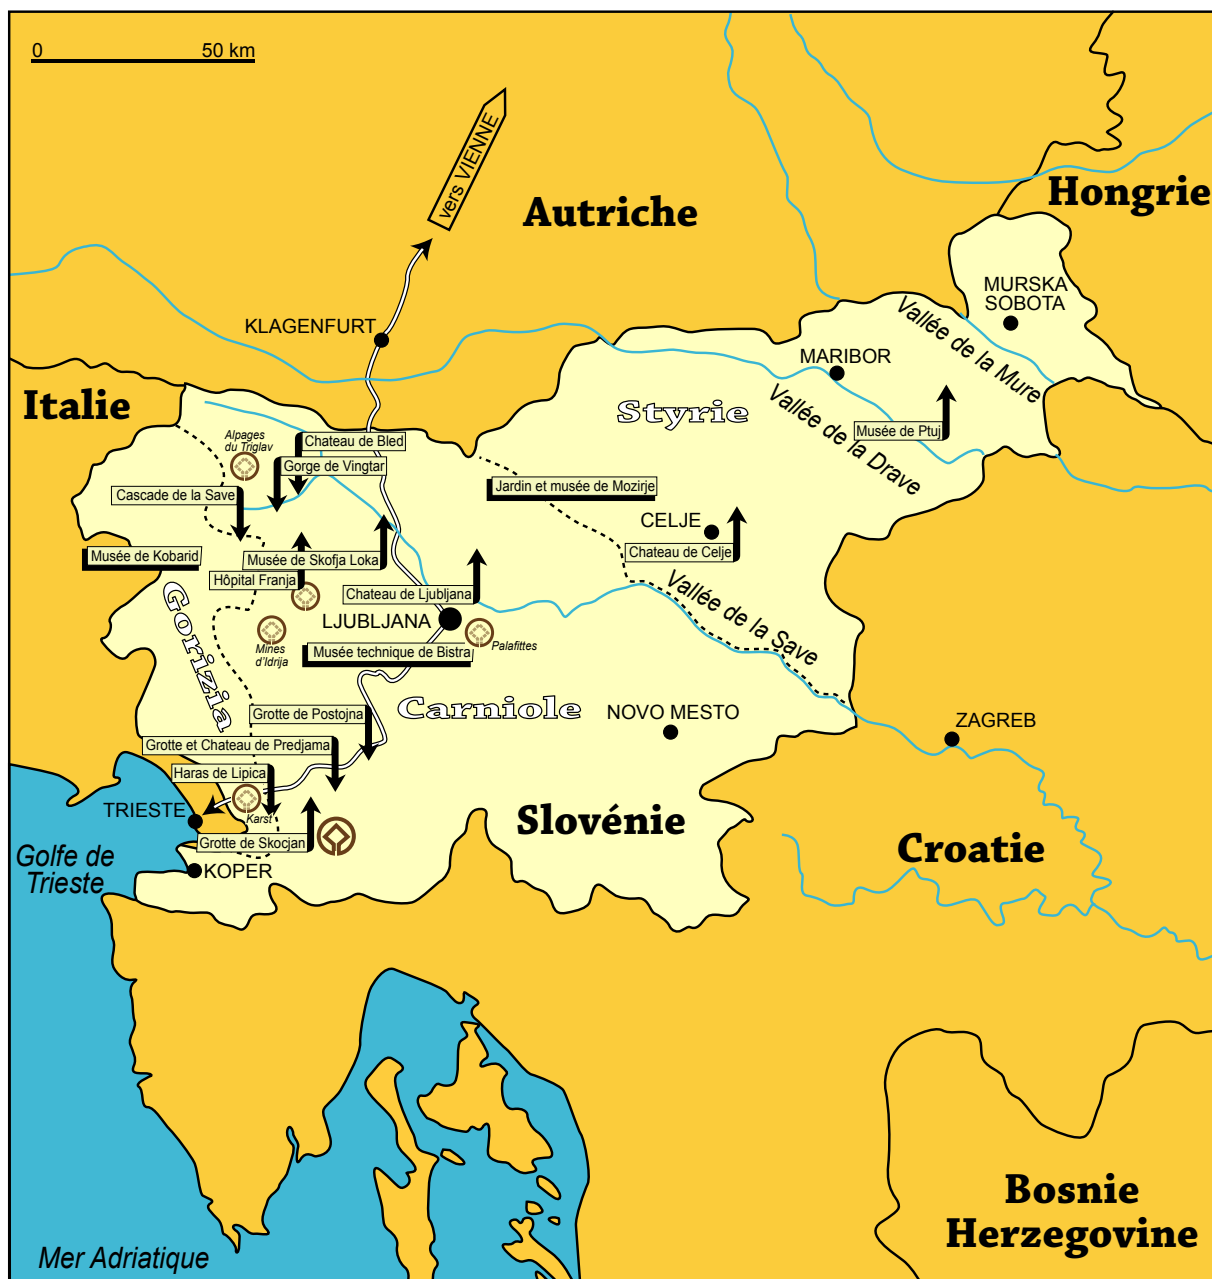 0 50 km
vers VIENNE
Autriche
Hongrie
MURSKA
SOBOTA
KLAGENFURT
Vallée de la Mure
MARIBOR
Italie
Styrie
Vallée de la Drave
Musée de Ptuj
Alpages
du Triglav
Chateau de Bled
Gorge de Vingtar
Cascade de la Save
Jardin et musée de Mozirje
CELJE
Chateau de Celje
Musée de Kobarid
Musée de Skofja Loka
Hôpital Franja
Chateau de Ljubljana
Vallée de la Save
Gorizia
LJUBLJANA
Mines
d'Idrija
Palafittes
Musée technique de Bistra
Carniole
Grotte de Postojna
NOVO MESTO
ZAGREB
Grotte et Chateau de Predjama
Haras de Lipica
TRIESTE
Karst
Slovénie
Grotte de Skocjan
Croatie
Golfe de
Trieste
KOPER
Bosnie
Herzegovine
Mer Adriatique